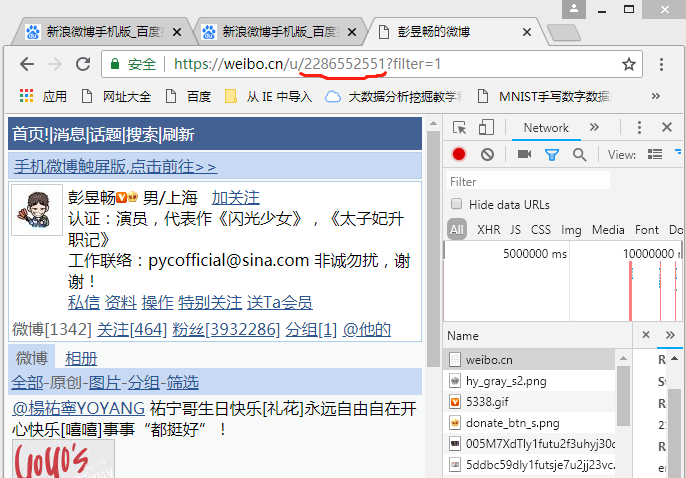 新浪微博手机版_百度
新浪微博手机版_百度
彭昱畅的微博
安全 https://weibo.cn/u/2286552551?filter=1
应用 网址大全 百度 从 IE 中导入 大数据分析挖掘教学 MNIST手写数字数据 »
首页!|消息|话题|搜索|刷新
手机微博触屏版,点击前往>>
彭昱畅 男/上海 加关注
认证：演员，代表作《闪光少女》，《太子妃升
职记》
工作联络：pycofficial@sina.com 非诚勿扰，谢
谢！
私信 资料 操作 特别关注 送Ta会员
微博[1342] 关注[464] 粉丝[3932286] 分组[1] @他的
微博 相册
全部-原创-图片-分组-筛选
@楊祐寧YOYANG 祐宁哥生日快乐[礼花]永远自由自在开
心快乐[嘻嘻]事事“都挺好”！
YOYO's
Network »
View:
Filter
Hide data URLs
All XHR JS CSS Img Media Font Do
5000000 ms 10000000
Name
weibo.cn
hy_gray_s2.png
5338.gif
donate_btn_s.png
005M7XdTly1futu2f3uhyj30
5ddbc59dly1futsje7u2jj23vc.